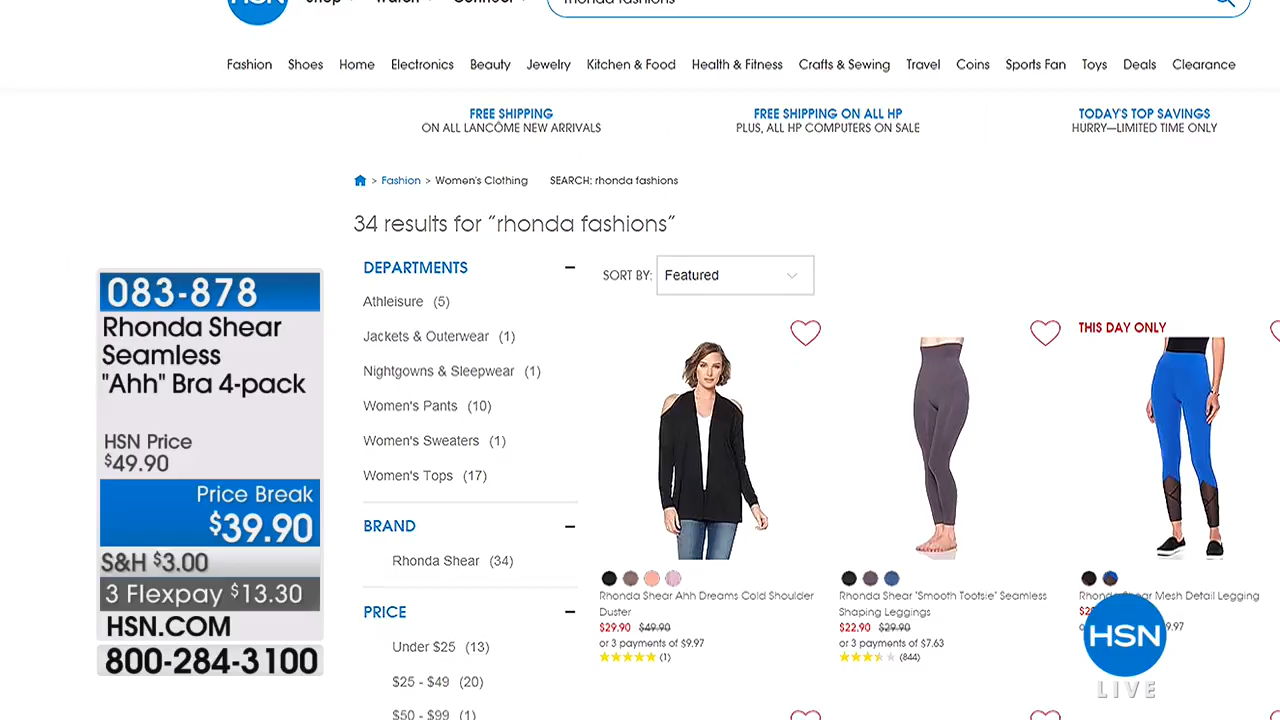 HSN
Shop
Watch
Connect
rhonda fashions
Fashion Shoes Home Electronics Beauty Jewelry Kitchen & Food Health & Fitness Crafts & Sewing Travel Coins Sports Fan Toys Deals Clearance
FREE SHIPPING
ON ALL LANCÔME NEW ARRIVALS
FREE SHIPPING ON ALL HP
PLUS, ALL HP COMPUTERS ON SALE
TODAY'S TOP SAVINGS
HURRY—LIMITED TIME ONLY
> Fashion > Women's Clothing SEARCH: rhonda fashions
34 results for "rhonda fashions"
083-878
Rhonda Shear
Seamless
"Ahh" Bra 4-pack
HSN Price
$49.90
Price Break
$39.90
S&H $3.00
3 Flexpay $13.30
HSN.COM
800-284-3100
DEPARTMENTS
Athleisure (5)
Jackets & Outerwear (1)
Nightgowns & Sleepwear (1)
Women's Pants (10)
Women's Sweaters (1)
Women's Tops (17)
BRAND
Rhonda Shear (34)
PRICE
Under $25 (13)
$25 - $49 (20)
$50 - $99 (1)
SORT BY: Featured
Rhonda Shear Ahh Dreams Cold Shoulder
Duster
$29.90 $49.90
or 3 payments of $9.97
(1)
Rhonda Shear "Smooth Tootsie" Seamless
Shaping Leggings
$22.90 $29.90
or 3 payments of $7.63
(844)
THIS DAY ONLY
Mesh Detail Legging
HSN
LIVE